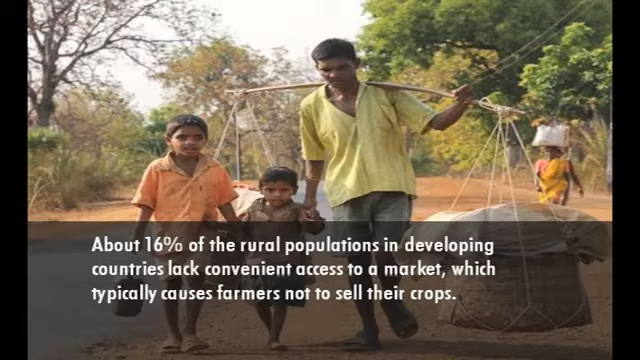 About 16% of the rural populations in developing
countries lack convenient access to a market, which
typically causes farmers not to sell their crops.